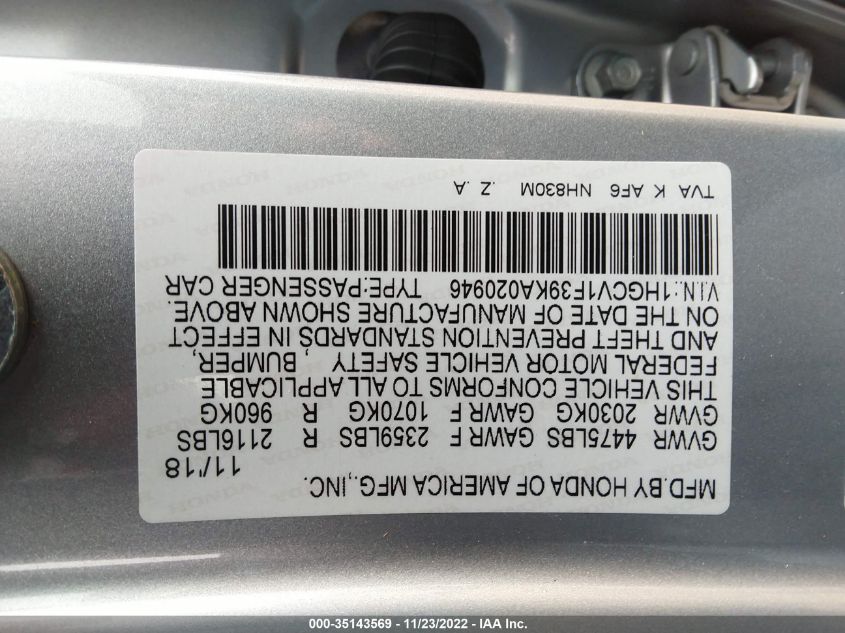 MFD.BY HONDA OF AMERICA MFG.,INC.
11/'18
GVWR 4475LBS GAWR F 2359LBS R 2116LBS
GVWR 2030KG GAWR F 1070KG R 960KG
THIS VEHICLE CONFORMS TO ALL APPLICABLE
FEDERAL MOTOR VEHICLE SAFETY , BUMPER,
AND THEFT PREVENTION STANDARDS IN EFFECT
ON THE DATE OF MANUFACTURE SHOWN ABOVE.
V.I.N.:1HGCV1F39KA020946 TYPE:PASSENGER CAR
TVA K AF6 NH830M .Z .A
000-35143569 - 11/23/2022 - IAA Inc.